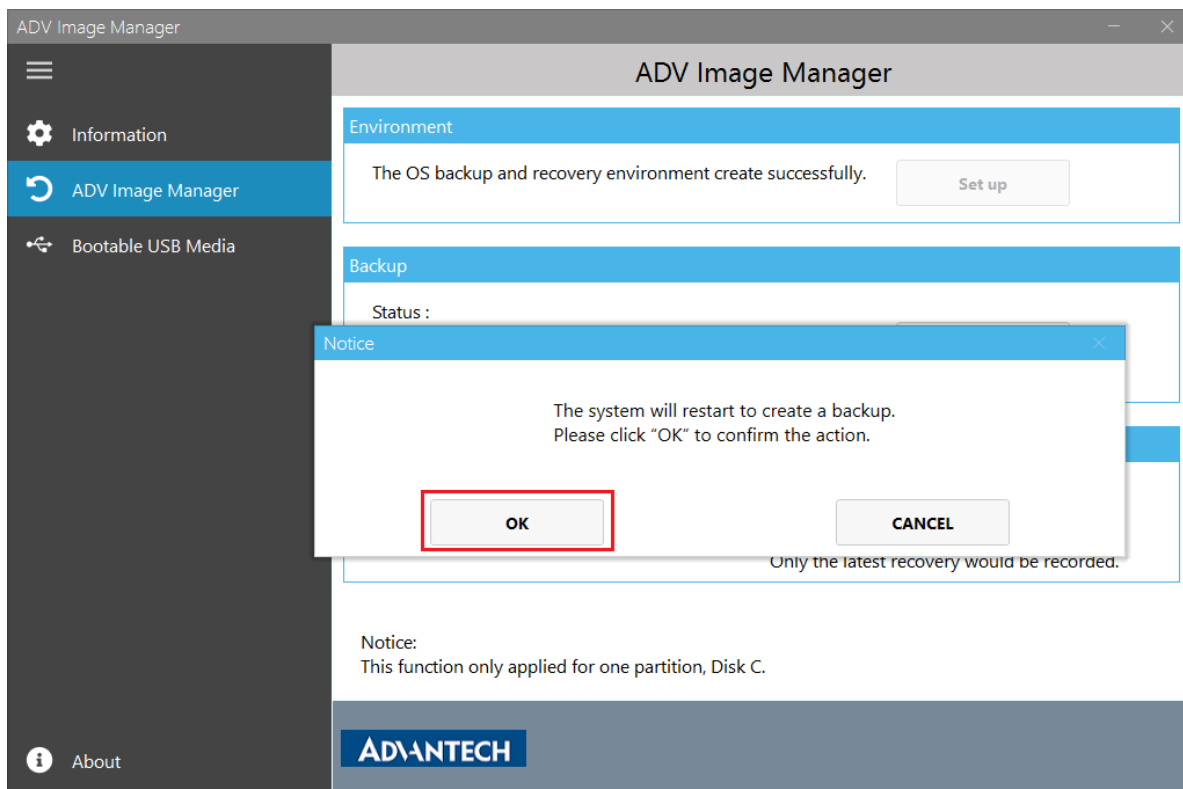 ADV Image Manager
ADV Image Manager
Information
ADV Image Manager
Bootable USB Media
Environment
The OS backup and recovery environment create successfully.
Set up
Backup
Status :
Notice
The system will restart to create a backup.
Please click “OK” to confirm the action.
OK
CANCEL
Only the latest recovery would be recorded.
Notice:
This function only applied for one partition, Disk C.
About
ADVANTECH